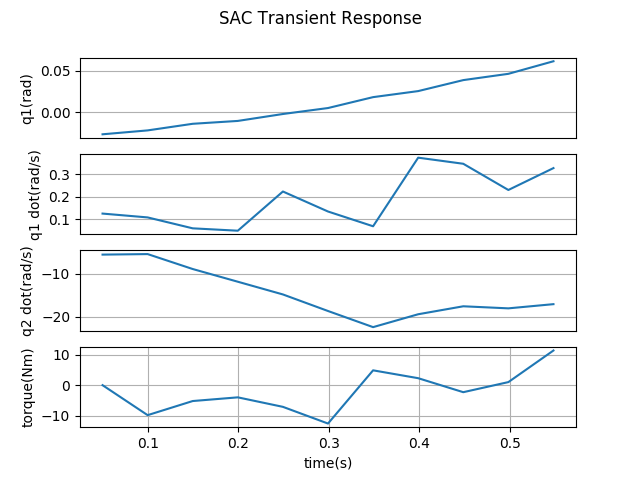 SAC Transient Response
0.05
0.00
q1(rad)
0.3
0.2
0.1
q1 dot(rad/s)
−10
−20
q2 dot(rad/s)
10
0
−10
torque(Nm)
0.1 0.2 0.3 0.4 0.5
time(s)